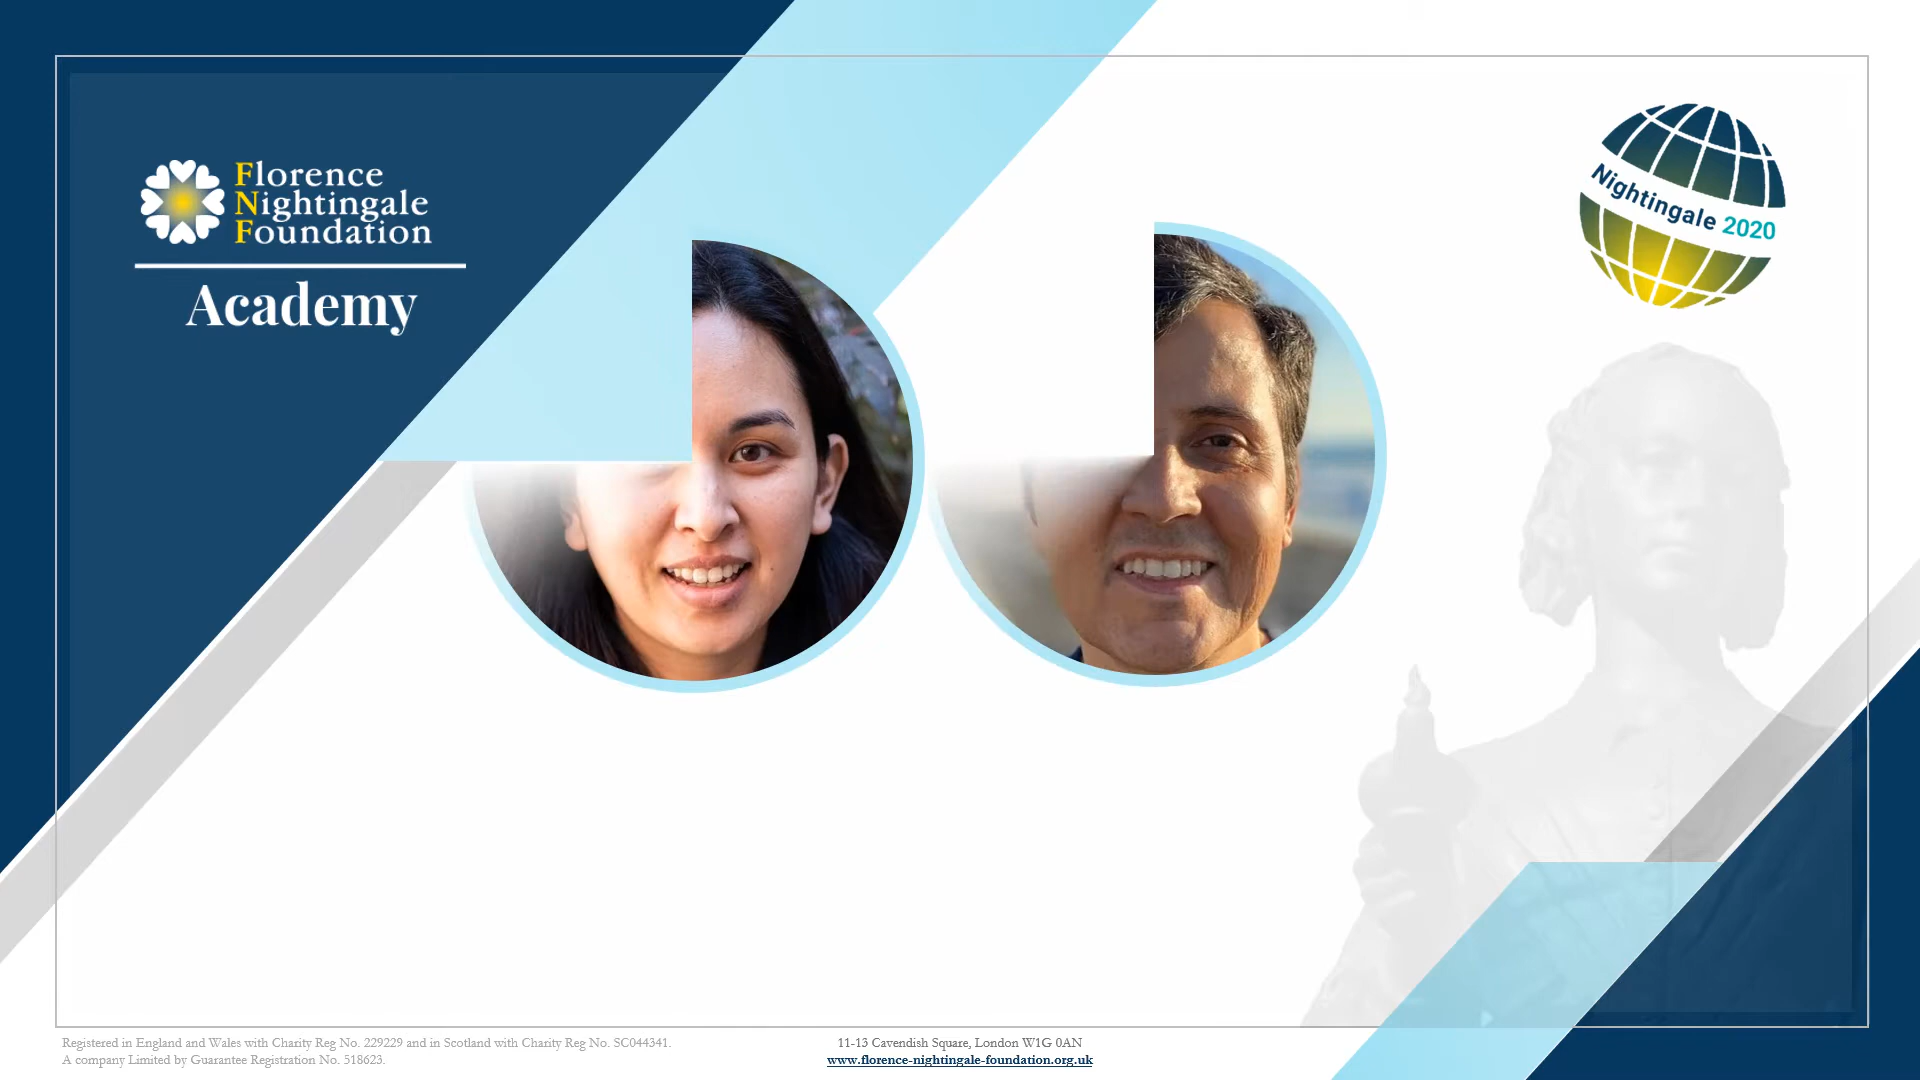 Florence
Nightingale
Foundation
Academy
Nightingale 2020
Registered in England and Wales with Charity Reg No. 229229 and in Scotland with Charity Reg No. SC044341.
A company Limited by Guarantee Registration No. 518623.
11-13 Cavendish Square, London W1G 0AN
www.florence-nightingale-foundation.org.uk